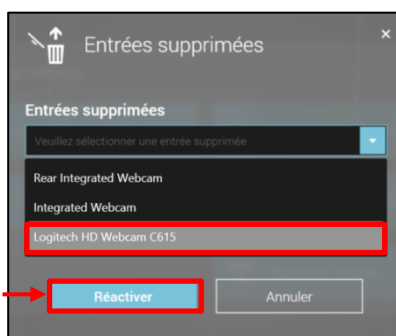 Entrées supprimées
Entrées supprimées
Veuillez sélectionner une entrée supprimée
Rear Integrated Webcam
Integrated Webcam
Logitech HD Webcam C615
Réactiver
Annuler